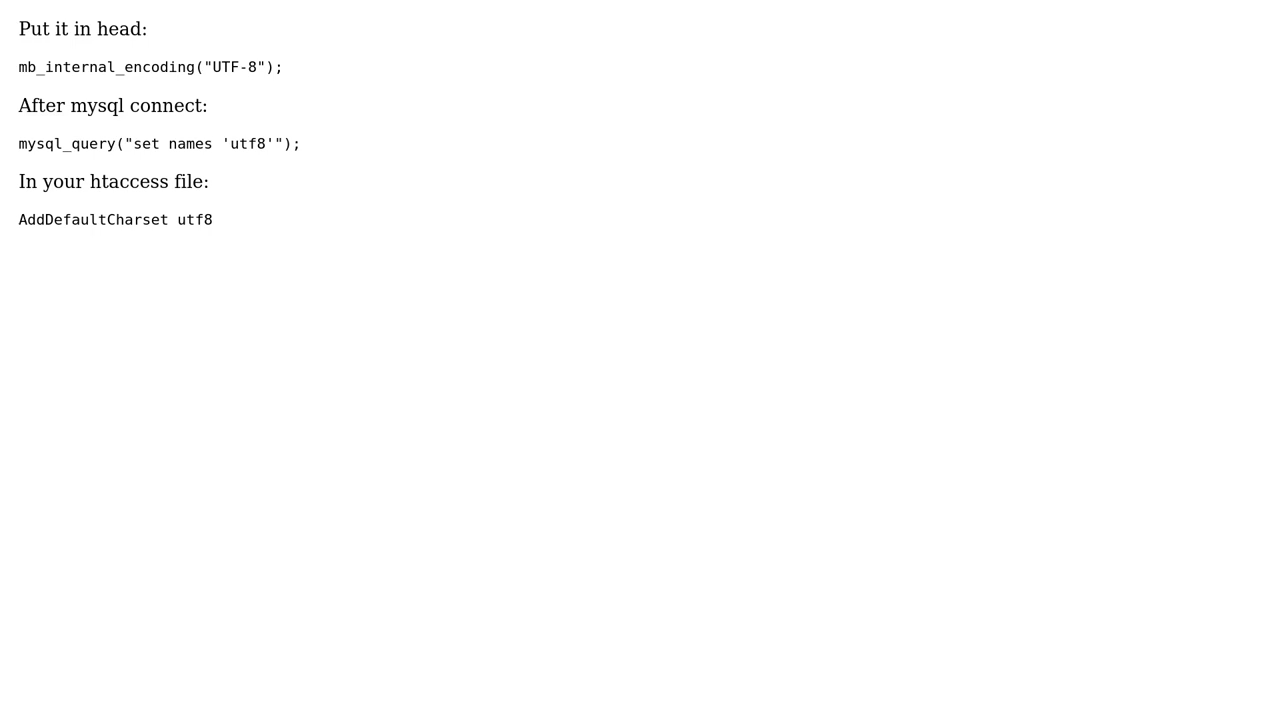 Put it in head:
mb_internal_encoding("UTF-8");
After mysql connect:
mysql_query("set names 'utf8'");
In your htaccess file:
AddDefaultCharset utf8